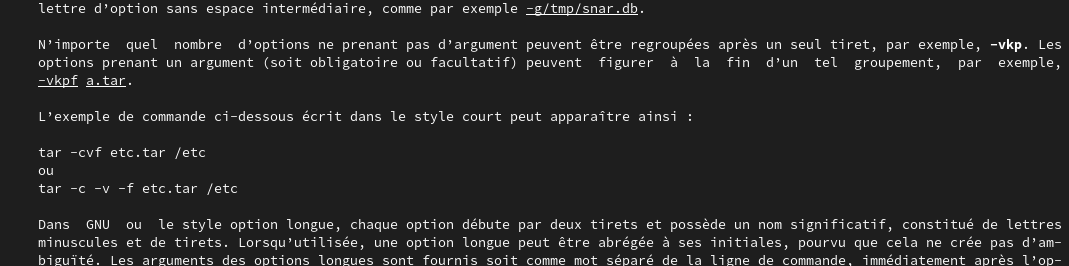 lettre d’option sans espace intermédiaire, comme par exemple -g/tmp/snar.db.
N’importe quel nombre d’options ne prenant pas d’argument peuvent être regroupées après un seul tiret, par exemple, -vkp. Les
options prenant un argument (soit obligatoire ou facultatif) peuvent figurer à la fin d’un tel groupement, par exemple,
-vkpf a.tar.
L’exemple de commande ci-dessous écrit dans le style court peut apparaître ainsi :
tar -cvf etc.tar /etc
ou
tar -c -v -f etc.tar /etc
Dans GNU ou le style option longue, chaque option débute par deux tirets et possède un nom significatif, constitué de lettres
minuscules et de tirets. Lorsqu’utilisée, une option longue peut être abrégée à ses initiales, pourvu que cela ne crée pas d’am-
biguïté. Les arguments des options longues sont fournis soit comme mot séparé de la ligne de commande, immédiatement après l’op-